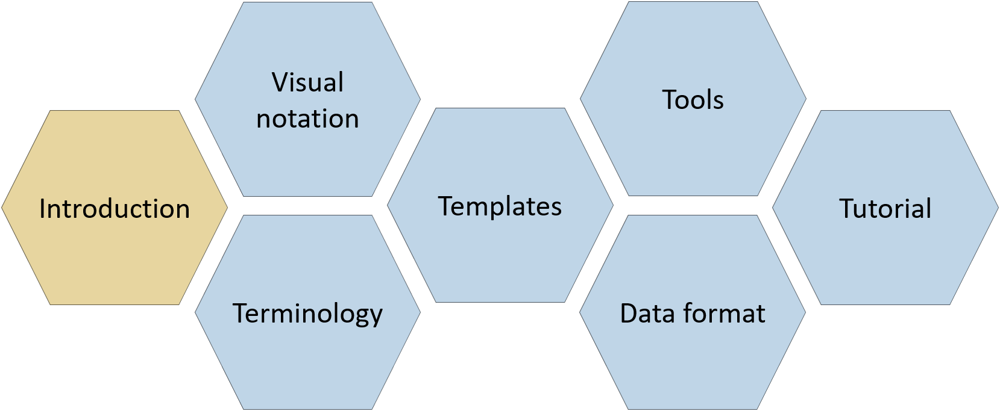 Introduction
Visual
notation
Terminology
Templates
Tools
Data format
Tutorial